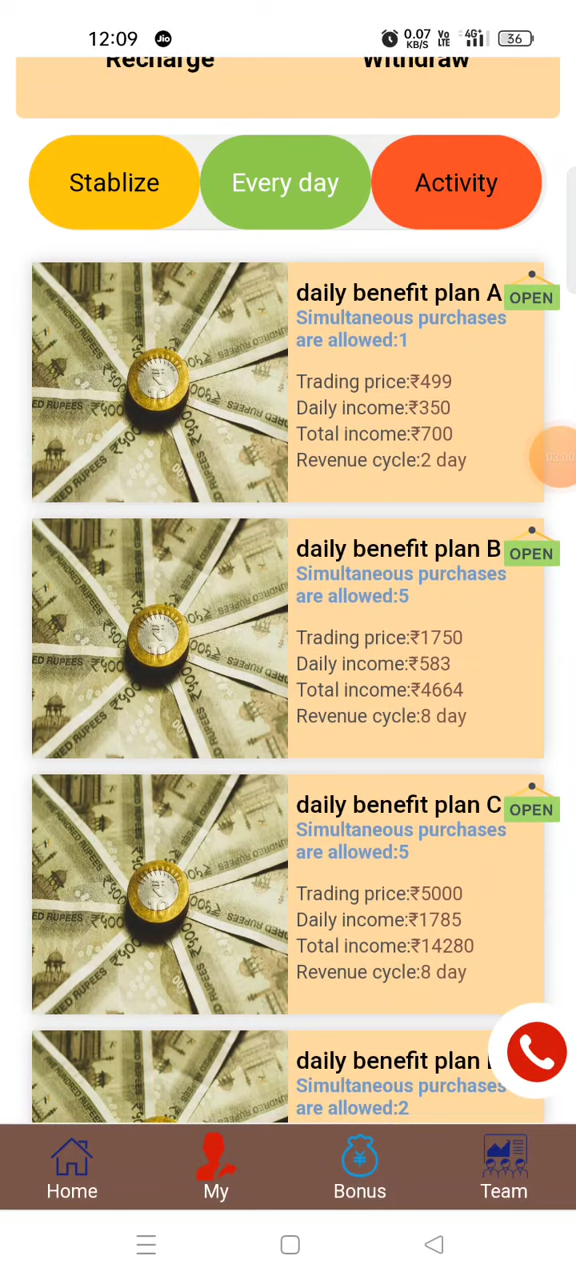 12:09 Jio 0.07 KB/S Vo LTE 4G+ 36
Recharge Withdraw
Stablize Every day Activity
daily benefit plan A
OPEN
Simultaneous purchases
are allowed:1
Trading price:₹499
Daily income:₹350
Total income:₹700
Revenue cycle:2 day
daily benefit plan B
OPEN
Simultaneous purchases
are allowed:5
Trading price:₹1750
Daily income:₹583
Total income:₹4664
Revenue cycle:8 day
daily benefit plan C
OPEN
Simultaneous purchases
are allowed:5
Trading price:₹5000
Daily income:₹1785
Total income:₹14280
Revenue cycle:8 day
daily benefit plan
Simultaneous purchases
are allowed:2
Home My Bonus Team